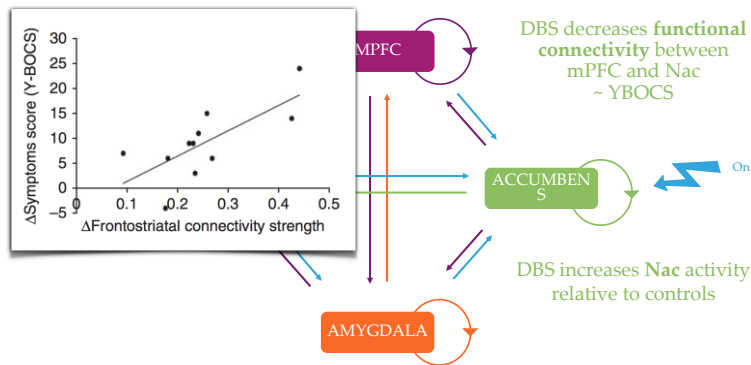 ΔSymptoms score (Y-BOCS)
30
25
20
15
10
5
0
–5
0.1
0.2
0.3
0.4
0.5
ΔFrontostriatal connectivity strength
MPFC
DBS decreases functional
connectivity between
mPFC and Nac
~ YBOCS
ACCUMBEN
S
On
DBS increases Nac activity
relative to controls
AMYGDALA